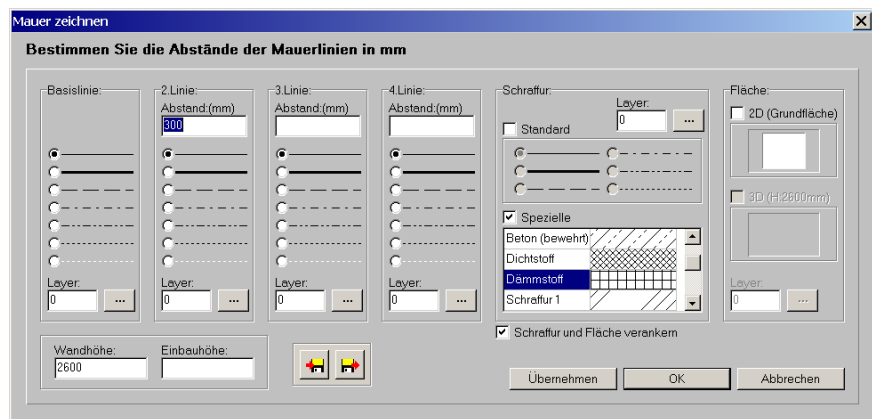 Mauer zeichnen
Bestimmen Sie die Abstände der Mauerlinien in mm
Basislinie:
Layer:
0
...
2.Linie:
Abstand:(mm)
300
Layer:
0
...
3.Linie:
Abstand:(mm)
Layer:
0
...
4.Linie:
Abstand:(mm)
Layer:
0
...
Schraffur:
Layer:
0
...
Standard
Spezielle
Beton (bewehrt)
Dichtstoff
Dämmstoff
Schraffur 1
Schraffur und Fläche verankern
Fläche:
2D (Grundfläche)
3D (H:2600mm)
Layer:
0
...
Wandhöhe:
2600
Einbauhöhe:
Übernehmen
OK
Abbrechen